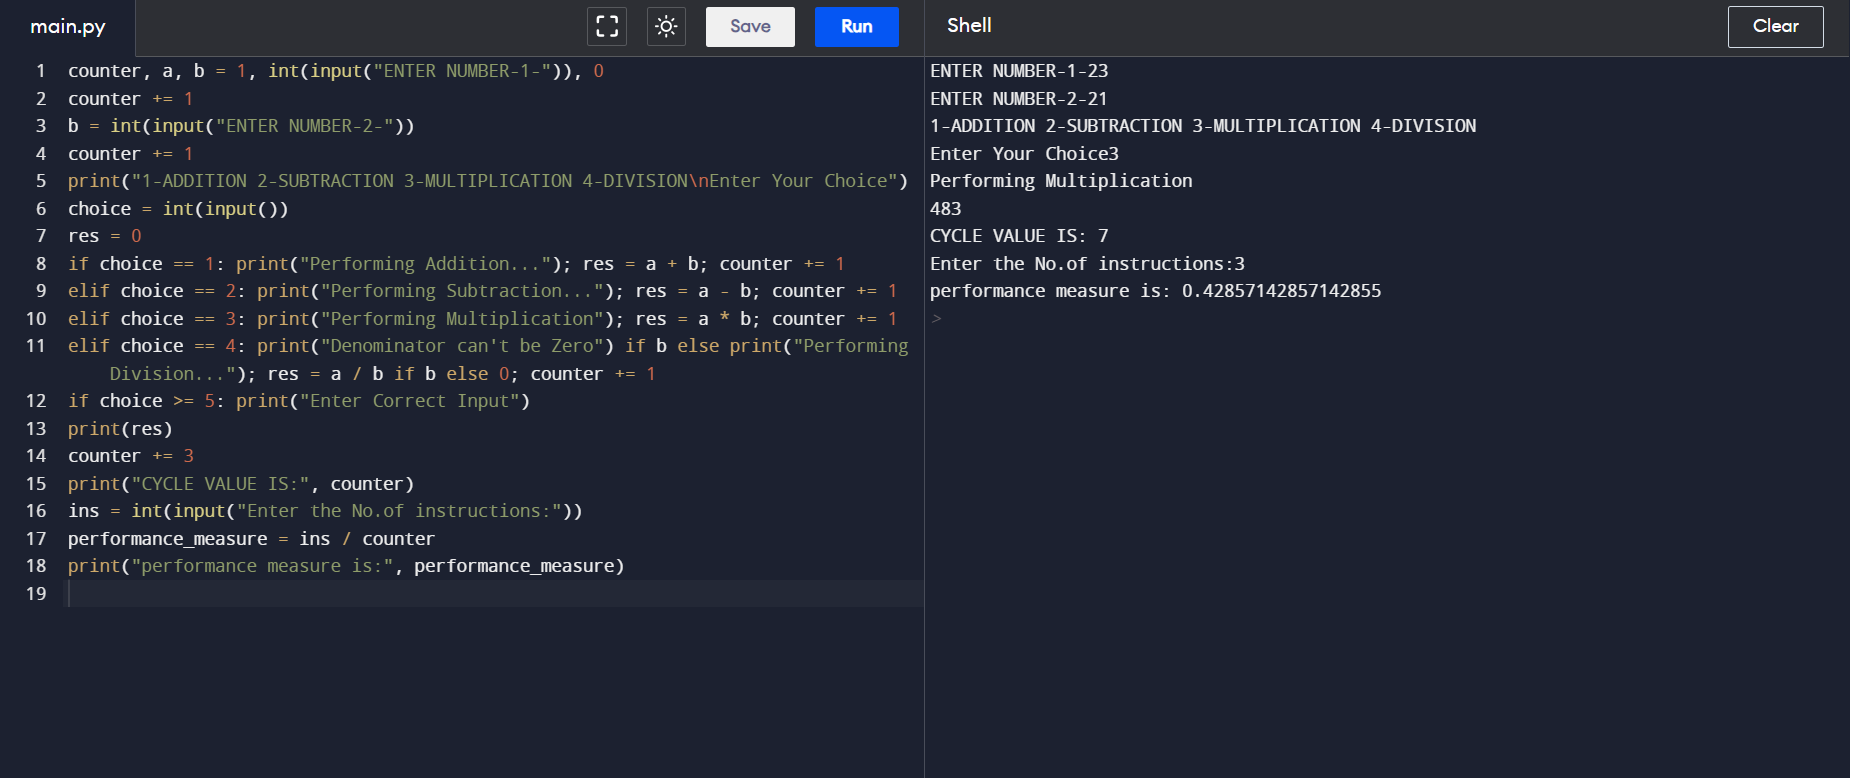 main.py
Save
Run
Shell
Clear
1 counter, a, b = 1, int(input("ENTER NUMBER-1-")), 0
2 counter += 1
3 b = int(input("ENTER NUMBER-2-"))
4 counter += 1
5 print("1-ADDITION 2-SUBTRACTION 3-MULTIPLICATION 4-DIVISION\nEnter Your Choice")
6 choice = int(input())
7 res = 0
8 if choice == 1: print("Performing Addition..."); res = a + b; counter += 1
9 elif choice == 2: print("Performing Subtraction..."); res = a - b; counter += 1
10 elif choice == 3: print("Performing Multiplication"); res = a * b; counter += 1
11 elif choice == 4: print("Denominator can't be Zero") if b else print("Performing
Division..."); res = a / b if b else 0; counter += 1
12 if choice >= 5: print("Enter Correct Input")
13 print(res)
14 counter += 3
15 print("CYCLE VALUE IS:", counter)
16 ins = int(input("Enter the No.of instructions:"))
17 performance_measure = ins / counter
18 print("performance measure is:", performance_measure)
19
ENTER NUMBER-1-23
ENTER NUMBER-2-21
1-ADDITION 2-SUBTRACTION 3-MULTIPLICATION 4-DIVISION
Enter Your Choice3
Performing Multiplication
483
CYCLE VALUE IS: 7
Enter the No.of instructions:3
performance measure is: 0.42857142857142855
>